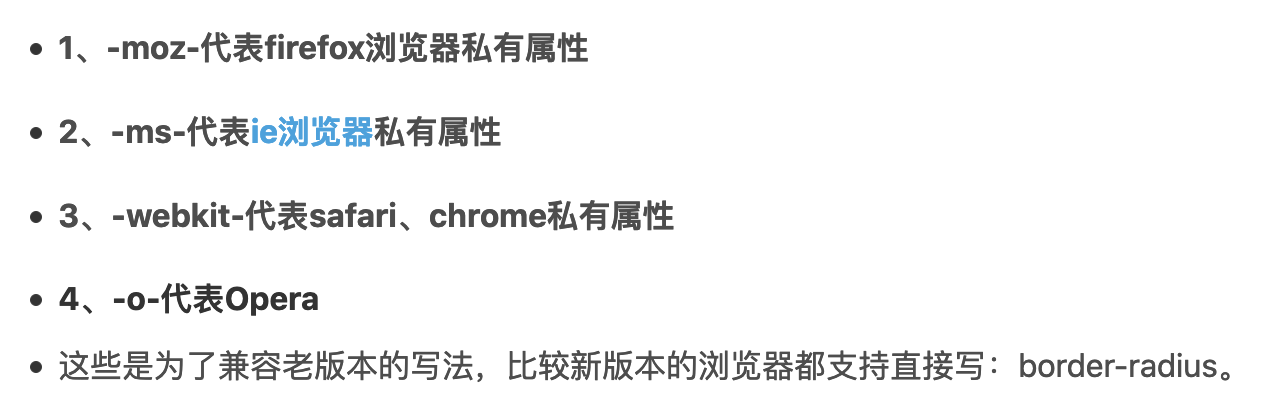 • 1、-moz-代表firefox浏览器私有属性
• 2、-ms-代表ie浏览器私有属性
• 3、-webkit-代表safari、chrome私有属性
• 4、-o-代表Opera
• 这些是为了兼容老版本的写法，比较新版本的浏览器都支持直接写：border-radius。